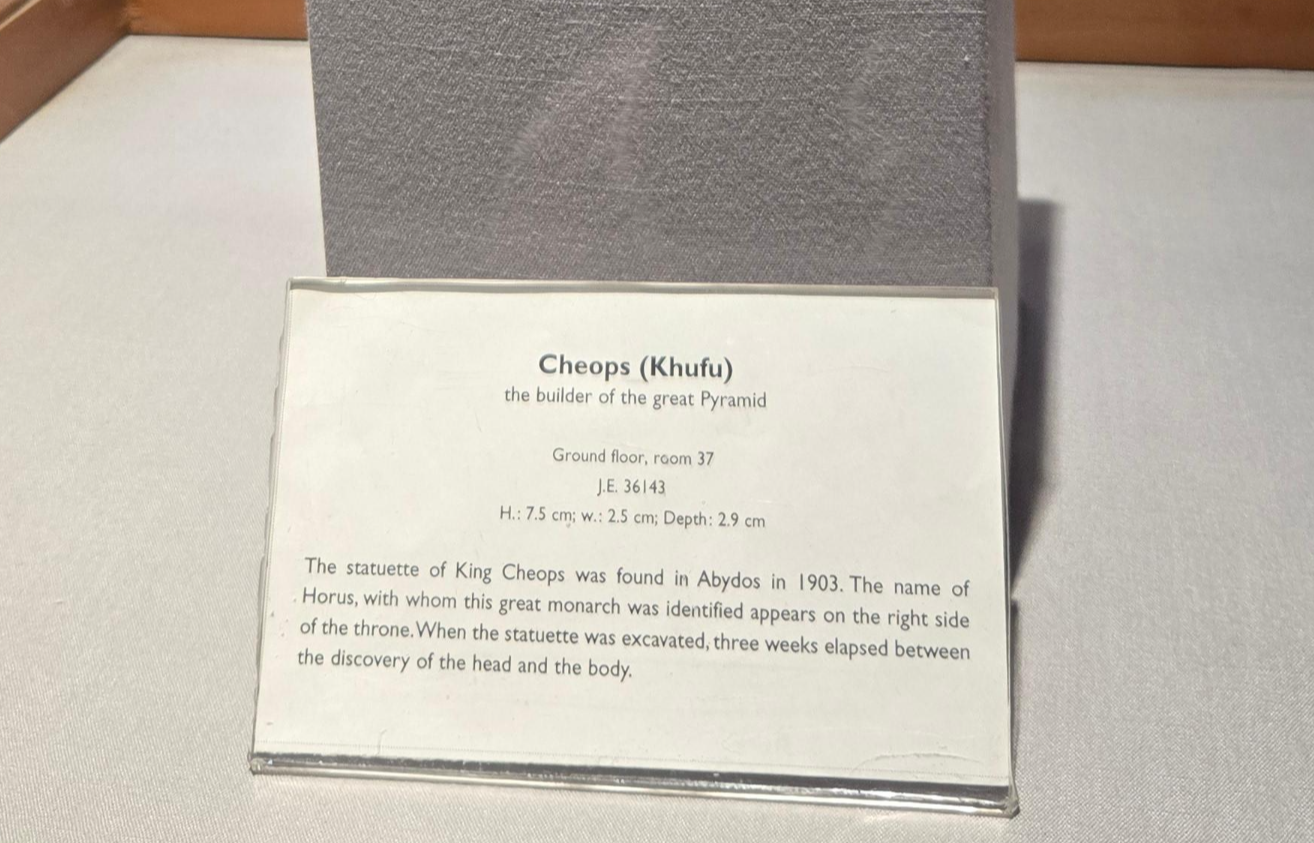 Cheops (Khufu)
the builder of the great Pyramid
Ground floor, room 37
J.E. 36143
H.: 7.5 cm; w.: 2.5 cm; Depth: 2.9 cm
The statuette of King Cheops was found in Abydos in 1903. The name of
Horus, with whom this great monarch was identified appears on the right side
of the throne. When the statuette was excavated, three weeks elapsed between
the discovery of the head and the body.